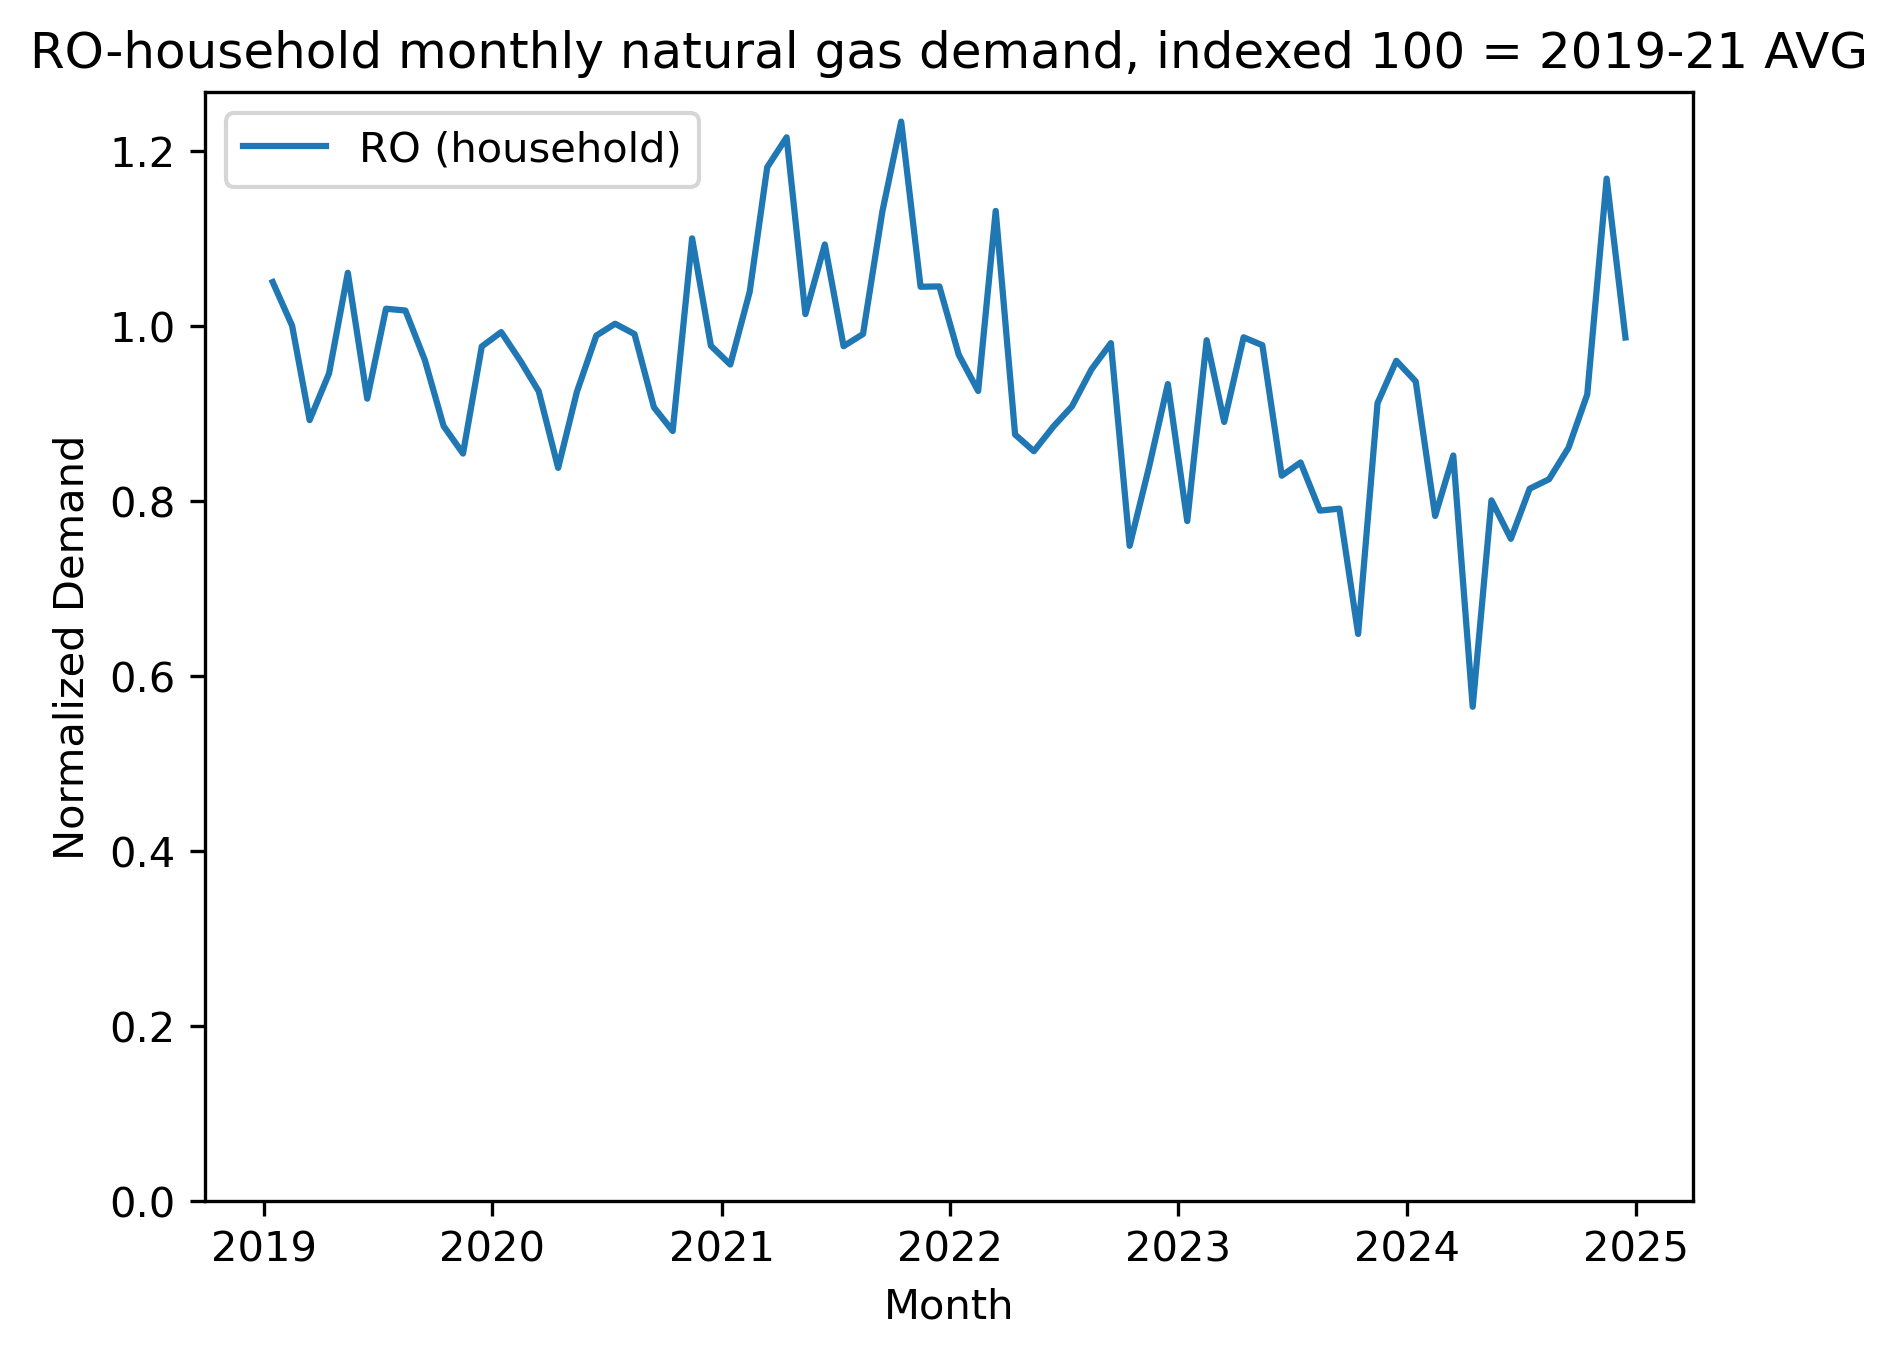 RO-household monthly natural gas demand, indexed 100 = 2019-21 AVG
RO (household)
1.2
1.0
0.8
0.6
0.4
0.2
0.0
Normalized Demand
2019 2020 2021 2022 2023 2024 2025
Month